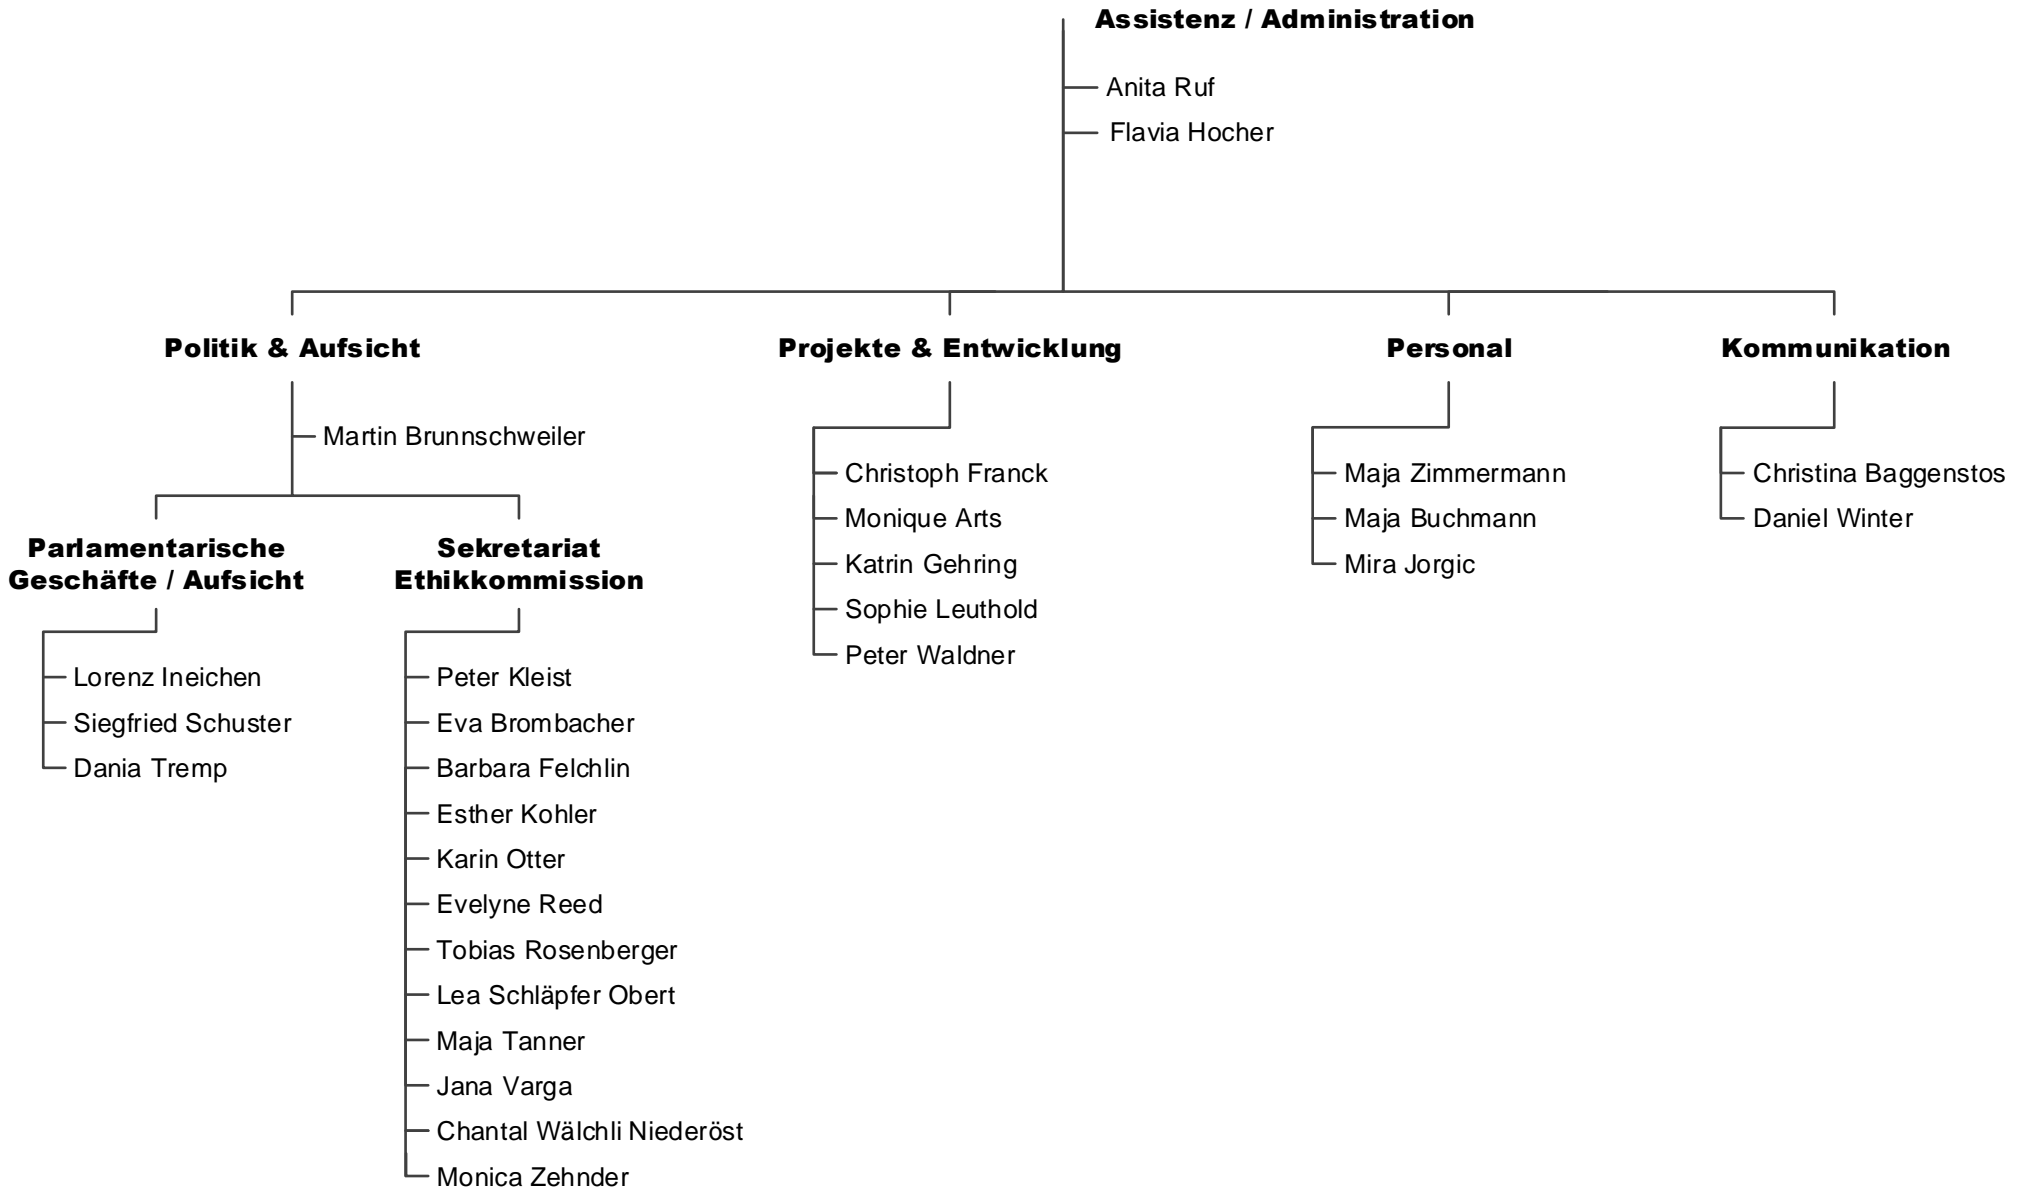 Assistenz / Administration
Anita Ruf
Flavia Hocher
Politik & Aufsicht
Martin Brunnschweiler
Parlamentarische
Geschäfte / Aufsicht
Lorenz Ineichen
Siegfried Schuster
Dania Tremp
Sekretariat
Ethikkommission
Peter Kleist
Eva Brombacher
Barbara Felchlin
Esther Kohler
Karin Otter
Evelyne Reed
Tobias Rosenberger
Lea Schläpfer Obert
Maja Tanner
Jana Varga
Chantal Wälchli Niederöst
Monica Zehnder
Projekte & Entwicklung
Christoph Franck
Monique Arts
Katrin Gehring
Sophie Leuthold
Peter Waldner
Personal
Maja Zimmermann
Maja Buchmann
Mira Jorgic
Kommunikation
Christina Baggenstos
Daniel Winter